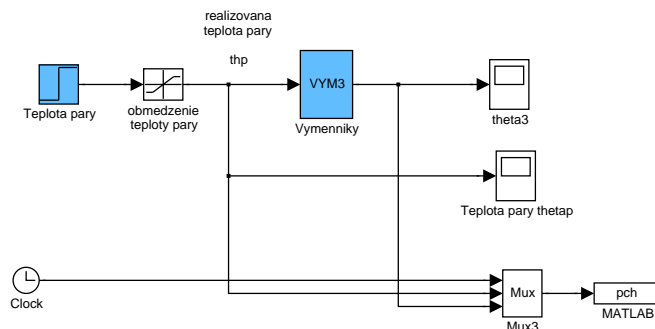 realizovana
teplota pary
thp
VYM3
Teplota pary
obmedzenie
teploty pary
Vymenniky
theta3
Teplota pary thetap
Clock
Mux
Mux3
pch
MATLAB